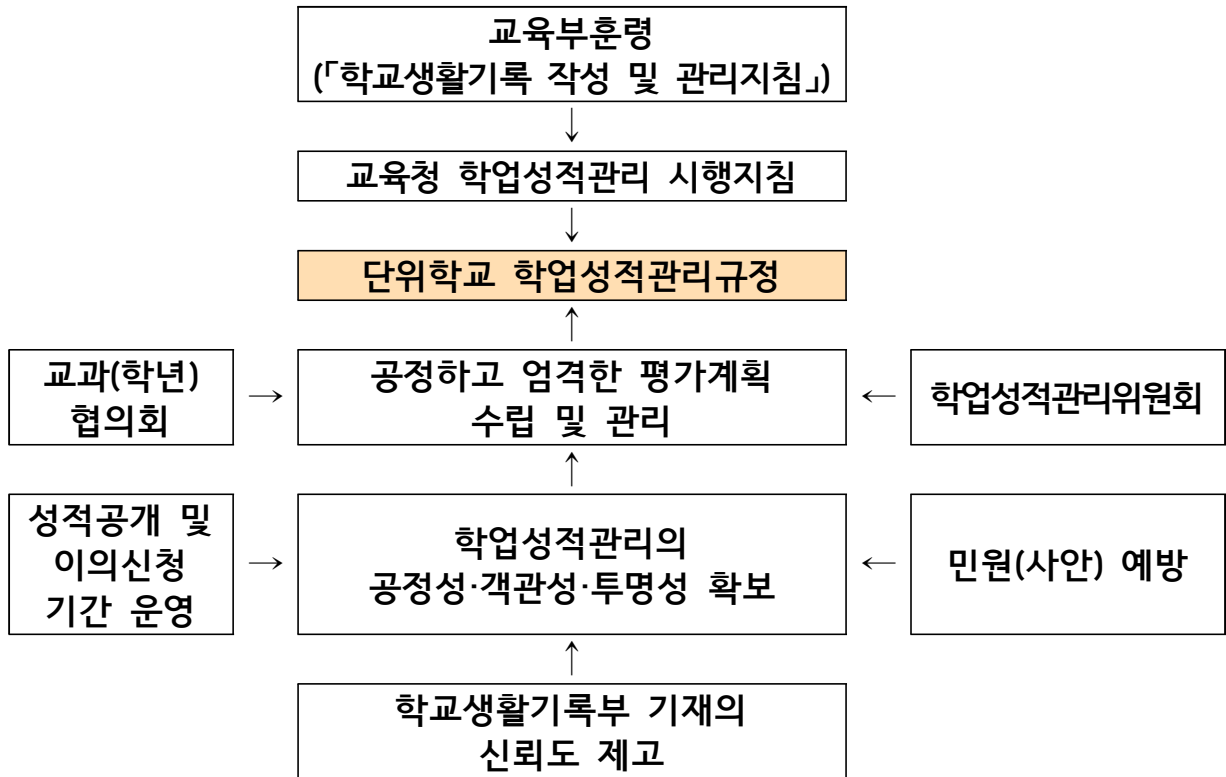 교육부훈령
(「학교생활기록 작성 및 관리지침」)
교육청 학업성적관리 시행지침
단위학교 학업성적관리규정
교과(학년)
협의회
공정하고 엄격한 평가계획
수립 및 관리
학업성적관리위원회
성적공개 및
이의신청
기간 운영
학업성적관리의
공정성·객관성·투명성 확보
민원(사안) 예방
학교생활기록부 기재의
신뢰도 제고